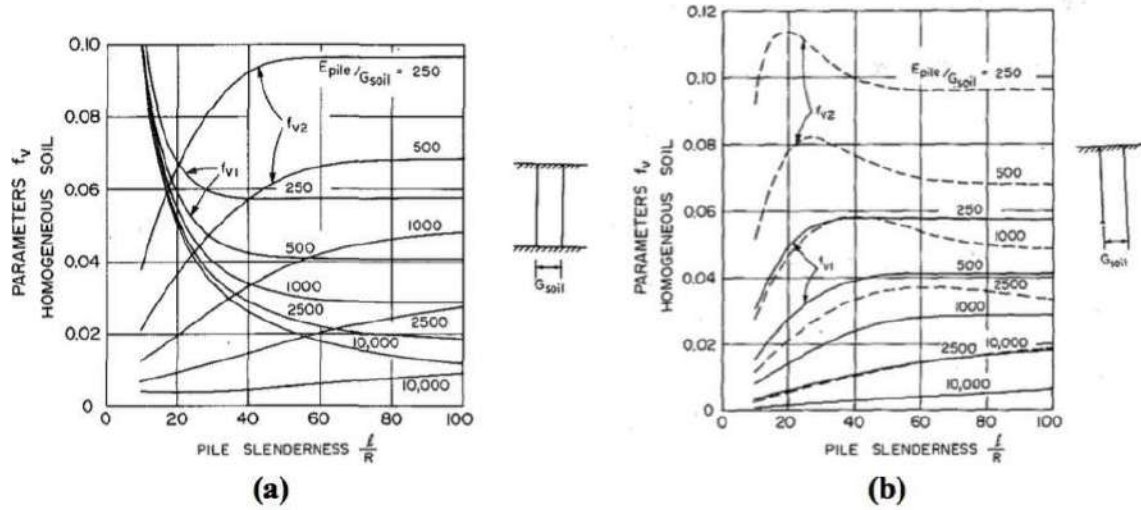 PARAMETERS f_v
HOMOGENEOUS SOIL
0.10
0.08
0.06
0.04
0.02
0
E_pile/G_soil = 250
f_v2
500
f_v1
250
1000
500
1000
2500
2500
10,000
10,000
0 20 40 60 80 100
PILE SLENDERNESS ℓ/R
(a)
G_soil
PARAMETERS f_v
HOMOGENEOUS SOIL
0.12
0.10
0.08
0.06
0.04
0.02
0
E_pile/G_soil = 250
f_v2
500
250
1000
f_v1
500
2500
1000
2500
10,000
10,000
0 20 40 60 80 100
PILE SLENDERNESS ℓ/R
(b)
G_soil